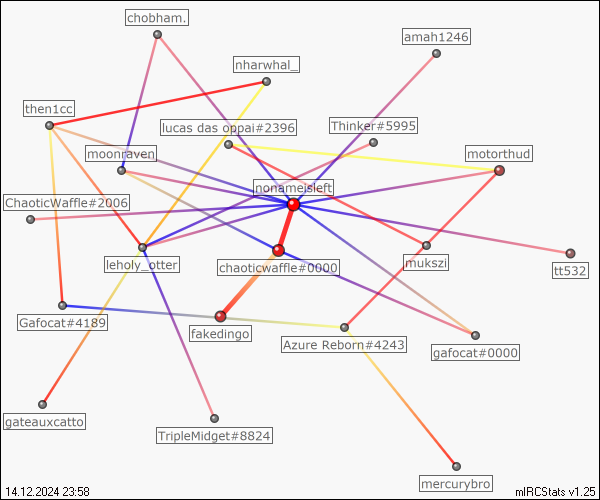 chobham.
amah1246
nharwhal_
then1cc
lucas das oppai#2396
Thinker#5995
moonraven_
motorthud
nonameisleft
ChaoticWaffle#2006
leholy_otter
chaoticwaffle#0000
mukszi
tt532
Gafocat#4189
fakedingo
Azure Reborn#4243
gafocat#0000
gateauxcatto
TripleMidget#8824
mercurybro
14.12.2024 23:58
mIRCStats v1.25